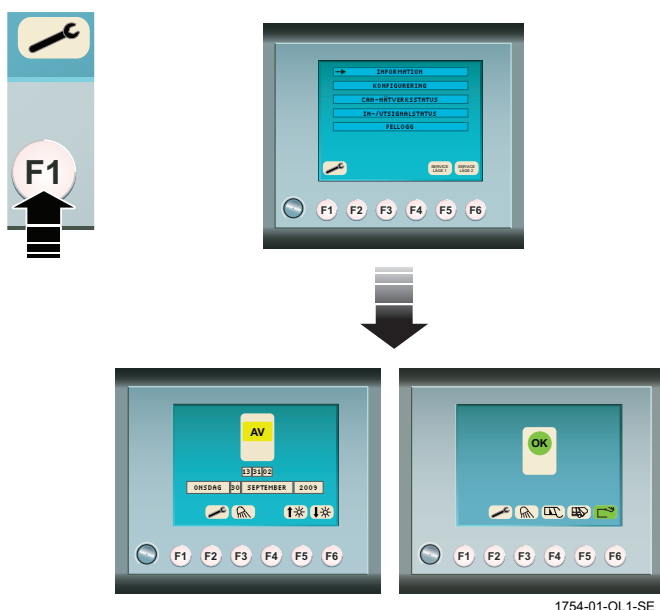 F1
INFORMATION
KONFIGURERING
CAN-NÄTVERKSSTATUS
IN-/UTSIGNALSTATUS
FELLOGG
SERVICE LÄGE 1
SERVICE LÄGE 2
F1 F2 F3 F4 F5 F6
AV
13 31 02
ONSDAG 30 SEPTEMBER 2009
F1 F2 F3 F4 F5 F6
OK
F1 F2 F3 F4 F5 F6
1754-01-OL1-SE